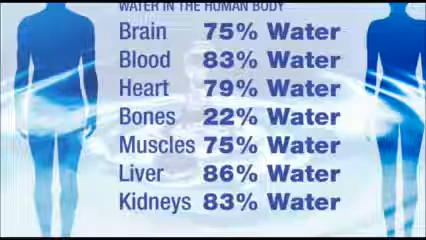 WATER IN THE HUMAN BODY
Brain 75% Water
Blood 83% Water
Heart 79% Water
Bones 22% Water
Muscles 75% Water
Liver 86% Water
Kidneys 83% Water